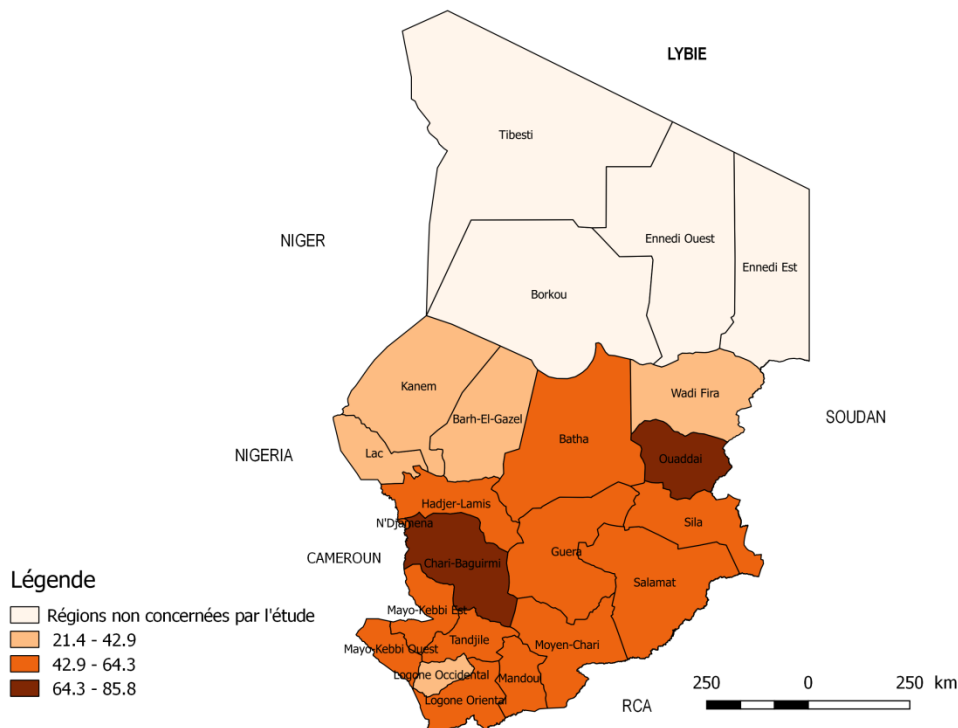 LYBIE
Tibesti
NIGER
Ennedi Ouest
Ennedi Est
Borkou
Kanem
Wadi Fira
Barh-El-Gazel
SOUDAN
Batha
NIGERIA
Lac
Ouaddai
Hadjer-Lamis
N'Djamena
Sila
CAMEROUN
Chari-Baguirmi
Guera
Salamat
Légende
Régions non concernées par l'étude
21.4 - 42.9
42.9 - 64.3
64.3 - 85.8
Mayo-Kebbi Est
Tandjile
Moyen-Chari
Mayo-Kebbi Ouest
Logone Occidental
Mandoul
Logone Oriental
RCA
250 0 250 km